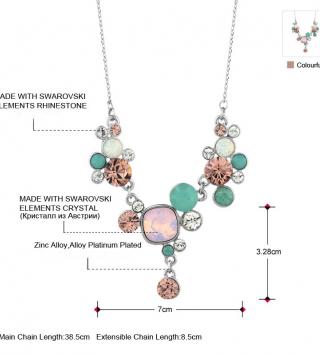 Colourfu
MADE WITH SWAROVSKI
ELEMENTS RHINESTONE
MADE WITH SWAROVSKI
ELEMENTS CRYSTAL
(Кристалл из Австрии)
Zinc Alloy,Alloy Platinum Plated
3.28cm
7cm
Main Chain Length:38.5cm Extensible Chain Length:8.5cm